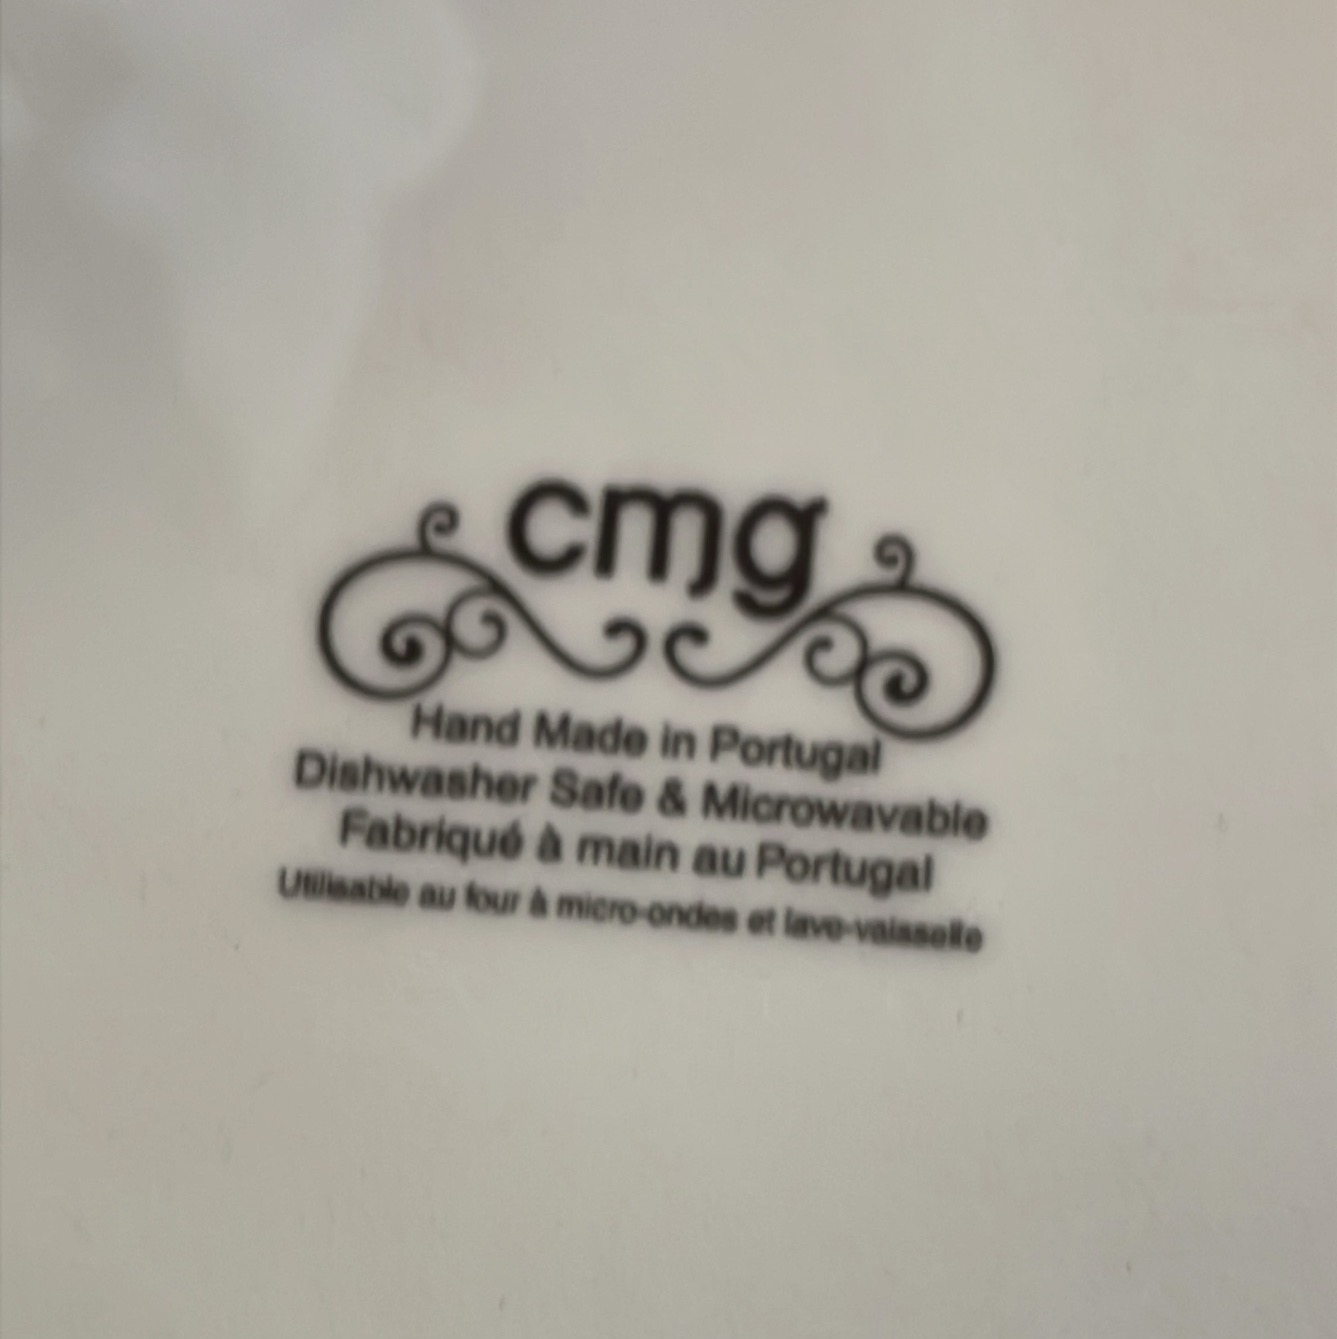 cmg
Hand Made in Portugal
Dishwasher Safe & Microwavable
Fabriqué à main au Portugal
Utilisable au four à micro-ondes et lave-vaisselle